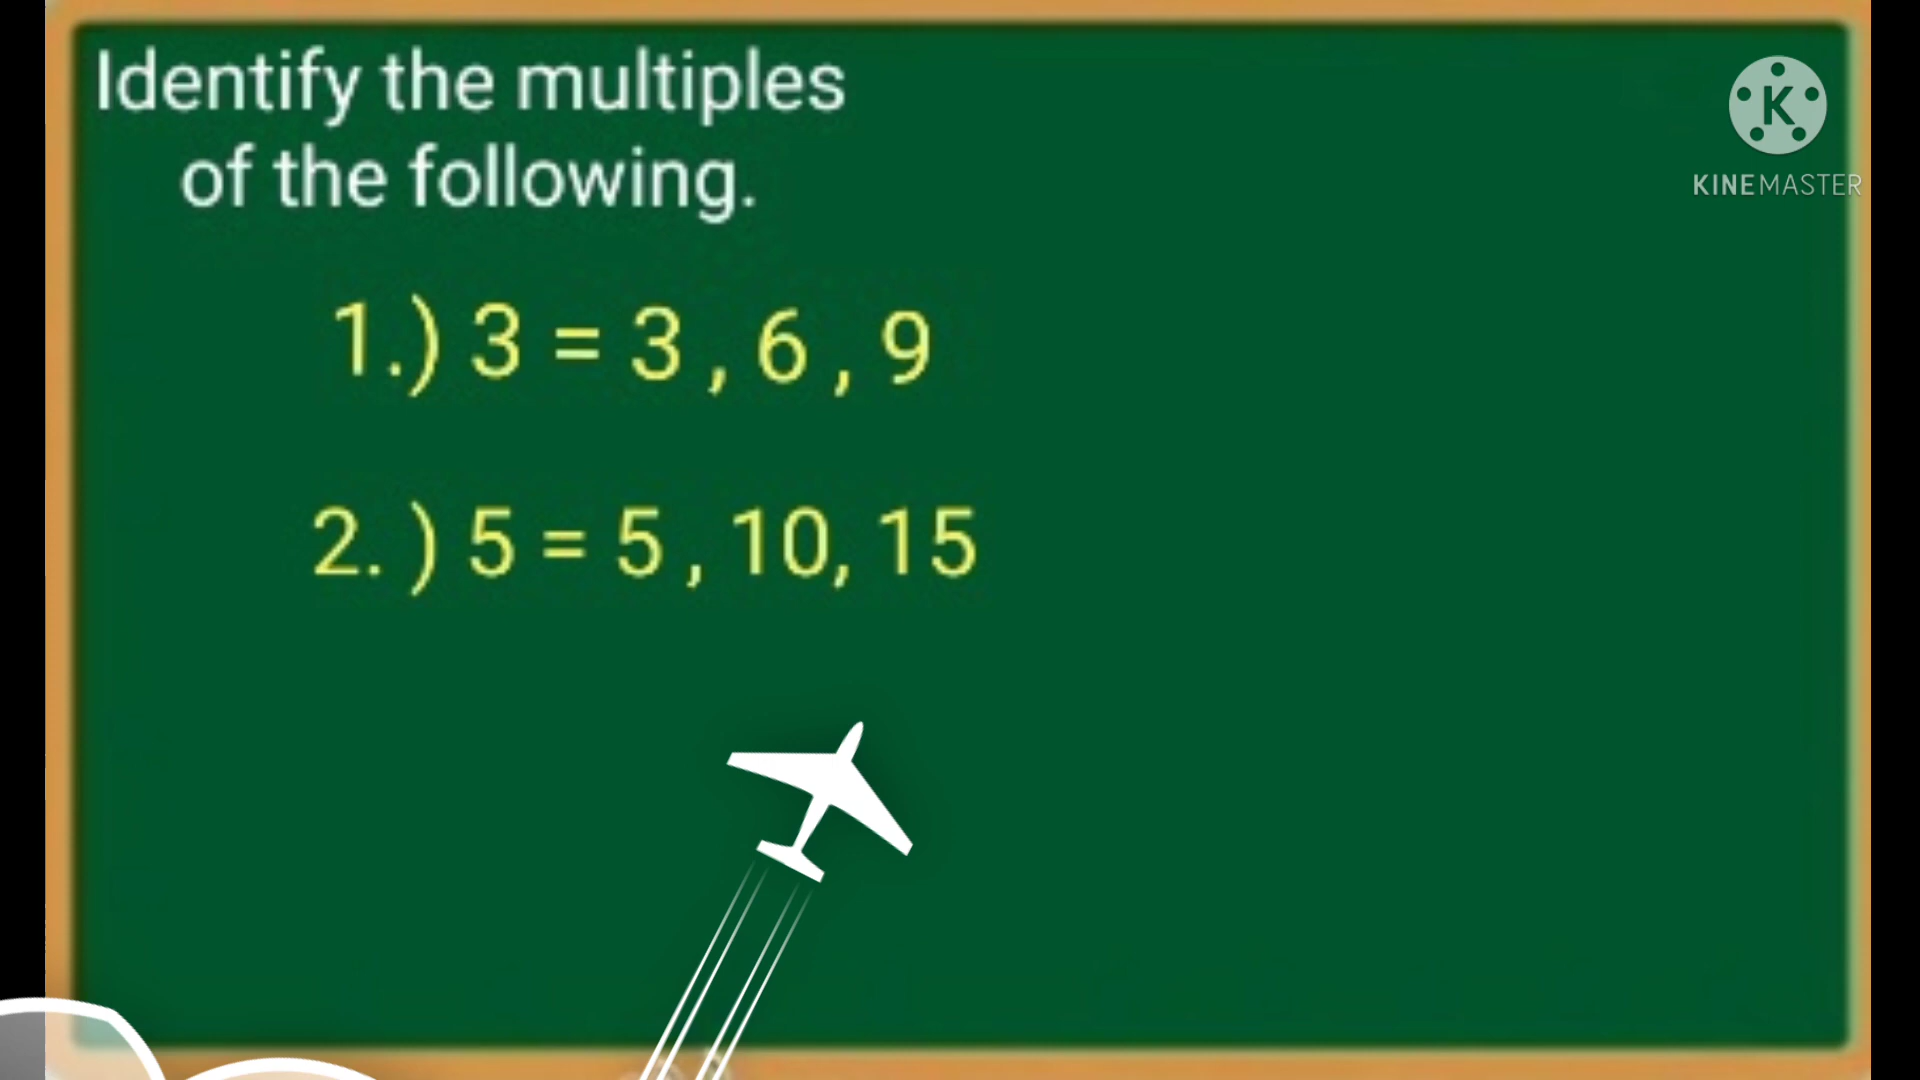 Identify the multiples
of the following.
K
KINEMASTER
1.) 3 = 3 , 6 , 9
2. ) 5 = 5 , 10, 15